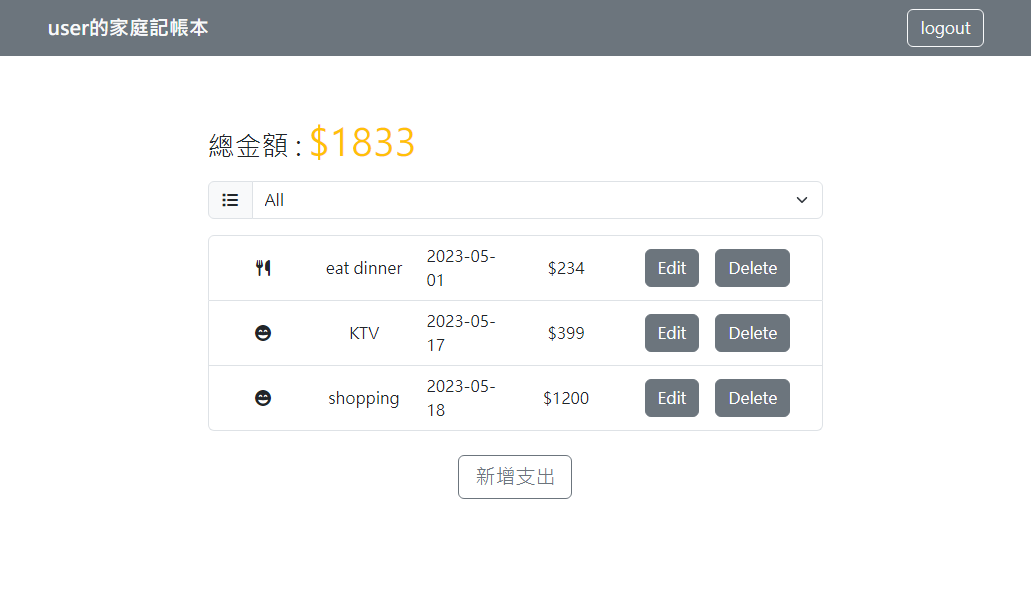 user的家庭記帳本
logout
總金額 : $1833
All
eat dinner 2023-05-01 $234 Edit Delete
KTV 2023-05-17 $399 Edit Delete
shopping 2023-05-18 $1200 Edit Delete
新增支出